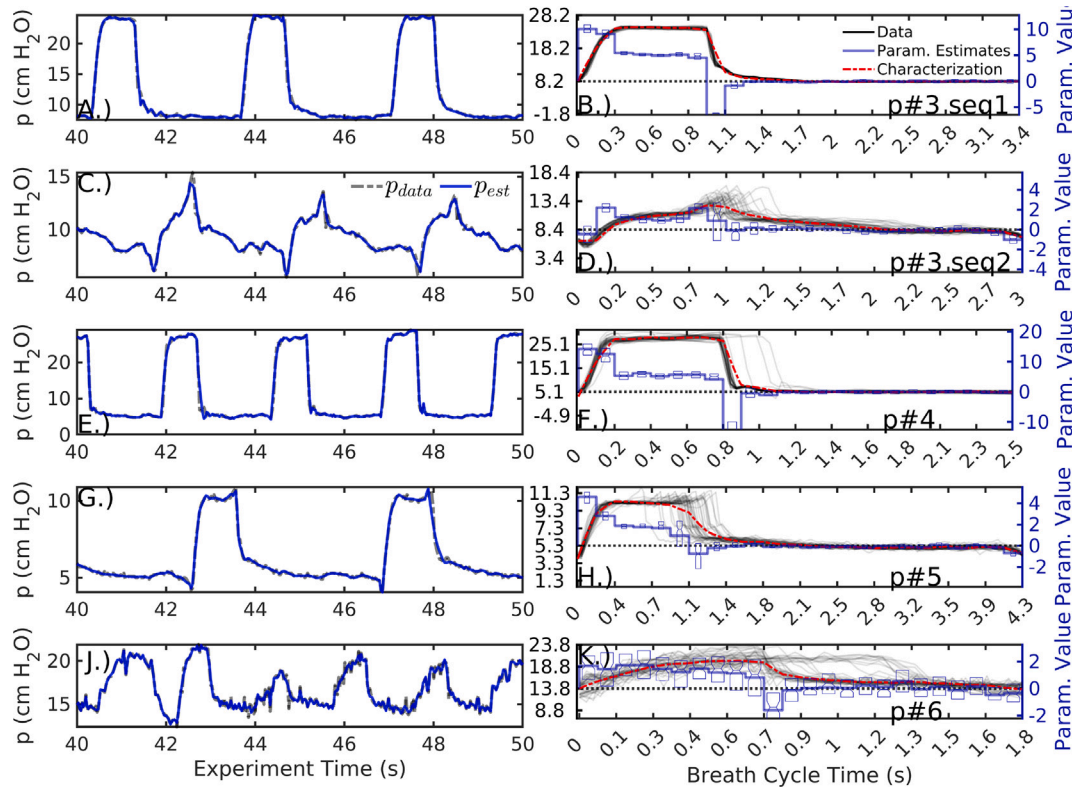 p (cm H2O)
20
10
A.)
40 42 44 46 48 50
28.2
18.2
8.2
-1.8
Data
Param. Estimates
Characterization
B.)
p#3.seq1
10
5
0
-5
Param. Value
0 0.3 0.6 0.8 1.1 1.4 1.7 2.2 2.5 2.8 3.1 3.4
p (cm H2O)
15
10
C.)
p_data p_est
40 42 44 46 48 50
18.4
13.4
8.4
3.4
D.)
p#3.seq2
4
2
0
-2
-4
Param. Value
0 0.2 0.5 0.7 1 1.2 1.5 1.7 2 2.2 2.5 2.7 3
p (cm H2O)
20
10
0
E.)
40 42 44 46 48 50
25.1
15.1
5.1
-4.9
F.)
p#4
20
10
0
-10
Param. Value
0 0.2 0.4 0.6 0.8 1 1.3 1.5 1.7 1.9 2.1 2.3 2.5
p (cm H2O)
10
5
G.)
40 42 44 46 48 50
11.3
9.3
7.3
5.3
3.3
1.3
H.)
p#5
4
2
0
-2
Param. Value
0 0.4 0.7 1.1 1.4 1.8 2.1 2.5 2.8 3.2 3.5 3.9 4.3
p (cm H2O)
20
15
J.)
40 42 44 46 48 50
Experiment Time (s)
23.8
18.8
13.8
8.8
K.)
p#6
2
0
-2
Param. Value
0 0.1 0.3 0.4 0.6 0.7 0.9 1 1.2 1.3 1.5 1.6 1.8
Breath Cycle Time (s)